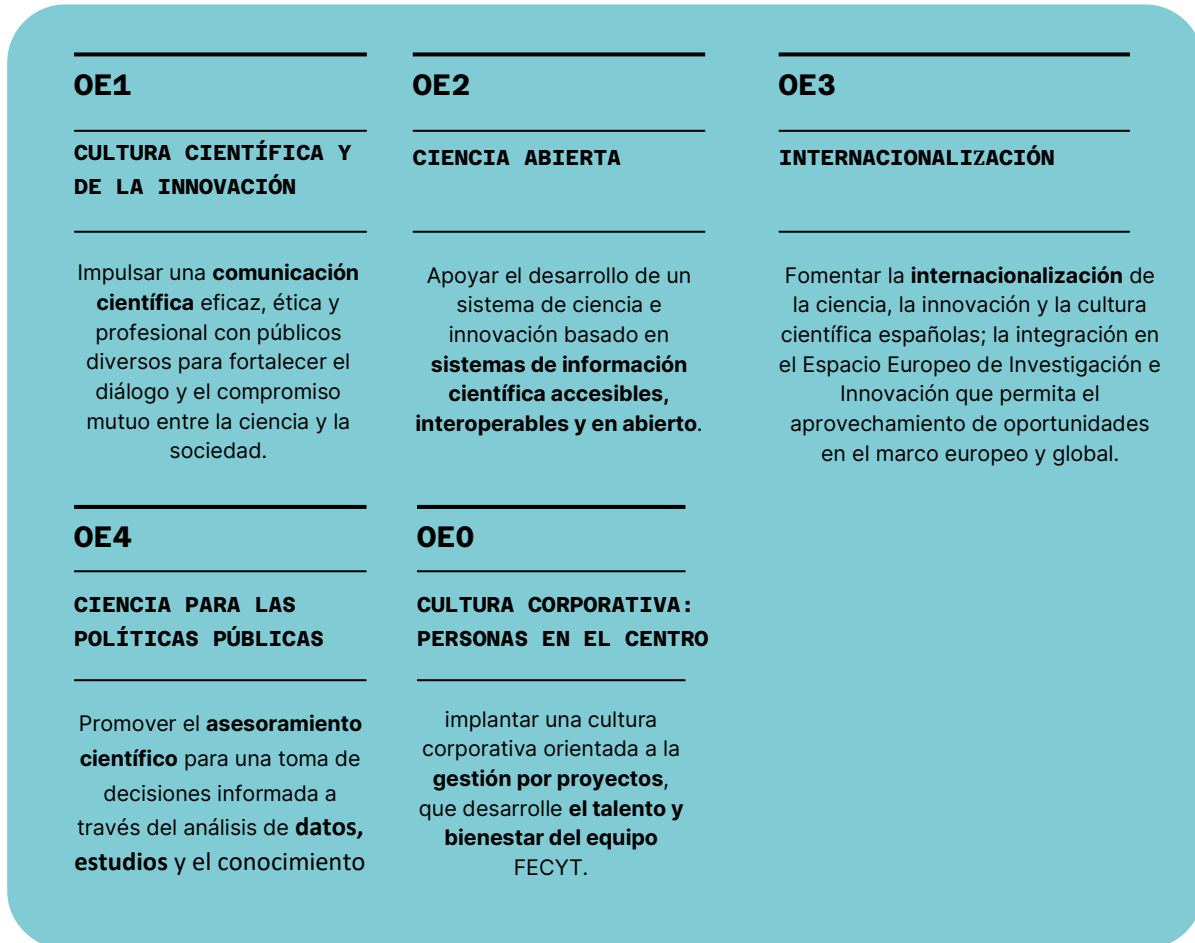 OE1
CULTURA CIENTÍFICA Y
DE LA INNOVACIÓN
Impulsar una comunicación
científica eficaz, ética y
profesional con públicos
diversos para fortalecer el
diálogo y el compromiso
mutuo entre la ciencia y la
sociedad.
OE2
CIENCIA ABIERTA
Apoyar el desarrollo de un
sistema de ciencia e
innovación basado en
sistemas de información
científica accesibles,
interoperables y en abierto.
OE3
INTERNACIONALIZACIÓN
Fomentar la internacionalización de
la ciencia, la innovación y la cultura
científica españolas; la integración en
el Espacio Europeo de Investigación e
Innovación que permita el
aprovechamiento de oportunidades
en el marco europeo y global.
OE4
CIENCIA PARA LAS
POLÍTICAS PÚBLICAS
Promover el asesoramiento
científico para una toma de
decisiones informada a
través del análisis de datos,
estudios y el conocimiento
OE0
CULTURA CORPORATIVA:
PERSONAS EN EL CENTRO
implantar una cultura
corporativa orientada a la
gestión por proyectos,
que desarrolle el talento y
bienestar del equipo
FECYT.